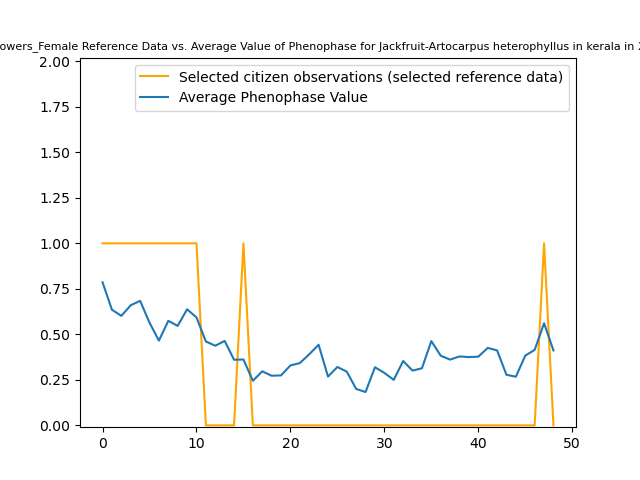 owers_Female Reference Data vs. Average Value of Phenophase for Jackfruit-Artocarpus heterophyllus in kerala in
Selected citizen observations (selected reference data)
Average Phenophase Value
2.00
1.75
1.50
1.25
1.00
0.75
0.50
0.25
0.00
0 10 20 30 40 50